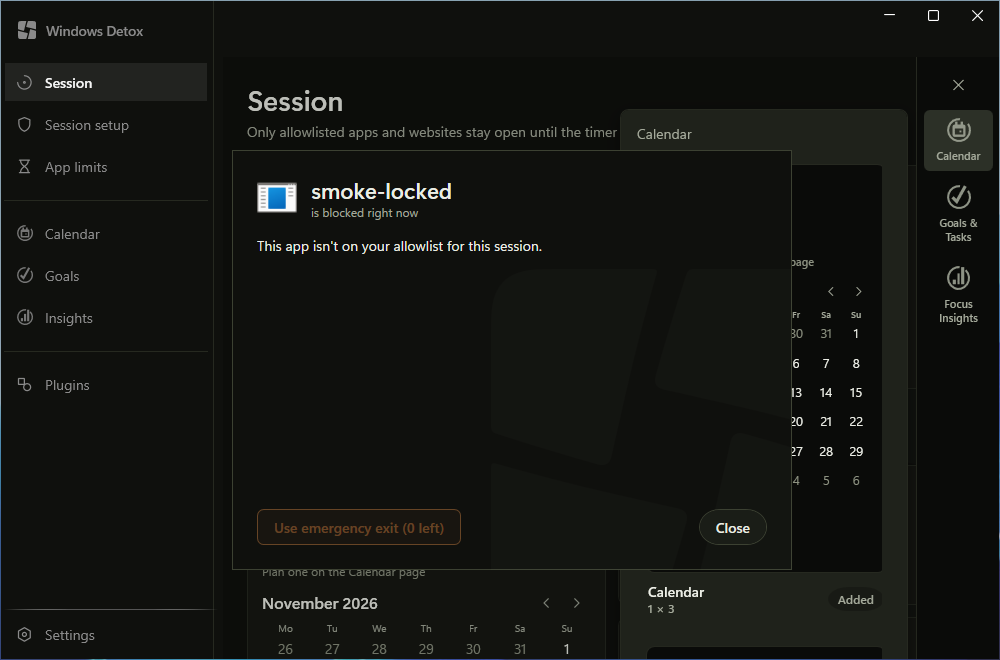 Windows Detox
Session
Session setup
App limits
Calendar
Goals
Insights
Plugins
Settings
Session
Only allowlisted apps and websites stay open until the timer
Calendar
page
Fr Sa Su
30 31 1
6 7 8
13 14 15
20 21 22
27 28 29
4 5 6
Calendar
1 × 3
Added
smoke-locked
is blocked right now
This app isn't on your allowlist for this session.
Use emergency exit (0 left)
Close
Plan one on the Calendar page
November 2026
Mo Tu We Th Fr Sa Su
26 27 28 29 30 31 1
Calendar
Goals &
Tasks
Focus
Insights